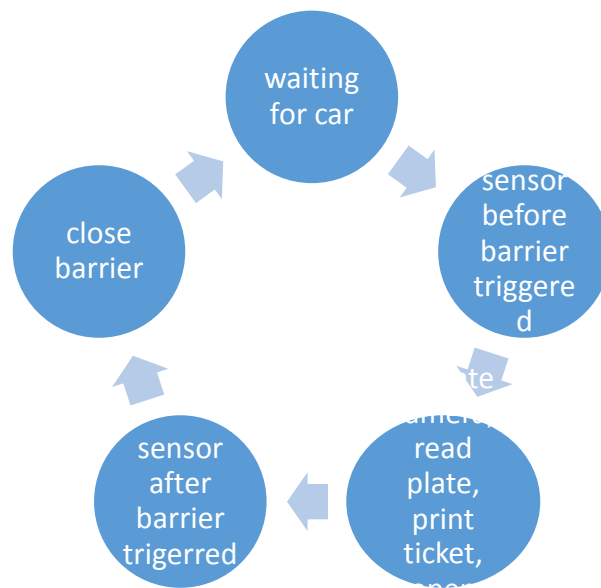 waiting
for car
sensor
before
barrier
triggere
d
read
plate,
print
ticket,
sensor
after
barrier
trigerred
close
barrier